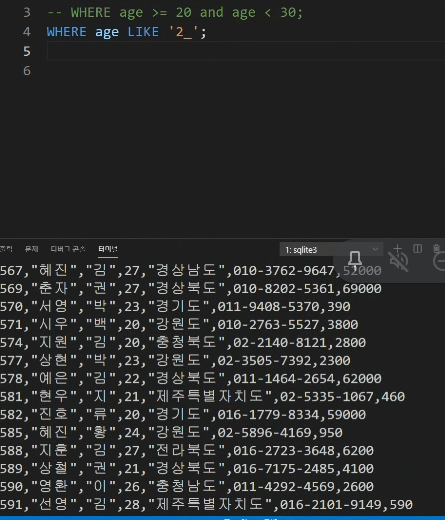 3 -- WHERE age >= 20 and age < 30;
4 WHERE age LIKE '2_';
5
6
출력 문제 디버그 콘솔 터미널 1: sqlite3
567,"혜진","김",27,"경상남도",010-3762-9647,52000
569,"춘자","권",27,"경상북도",010-8202-5361,69000
570,"서영","박",23,"경기도",011-9408-5370,390
571,"시우","백",20,"강원도",010-2763-5527,3800
574,"지원","김",20,"충청북도",02-2140-8121,2800
577,"상현","박",23,"강원도",02-3505-7392,2300
578,"예은","김",22,"경상북도",011-1464-2654,62000
581,"현우","지",21,"제주특별자치도",02-5335-1067,460
582,"진호","류",20,"경기도",016-1779-8334,59000
585,"혜진","황",24,"강원도",02-5896-4169,950
588,"지훈","김",27,"전라북도",016-2723-3648,6200
589,"상철","권",21,"경상북도",016-7175-2485,4100
590,"영환","이",26,"충청남도",011-4292-4569,2600
591,"선영","김",28,"제주특별자치도",016-2101-9149,590